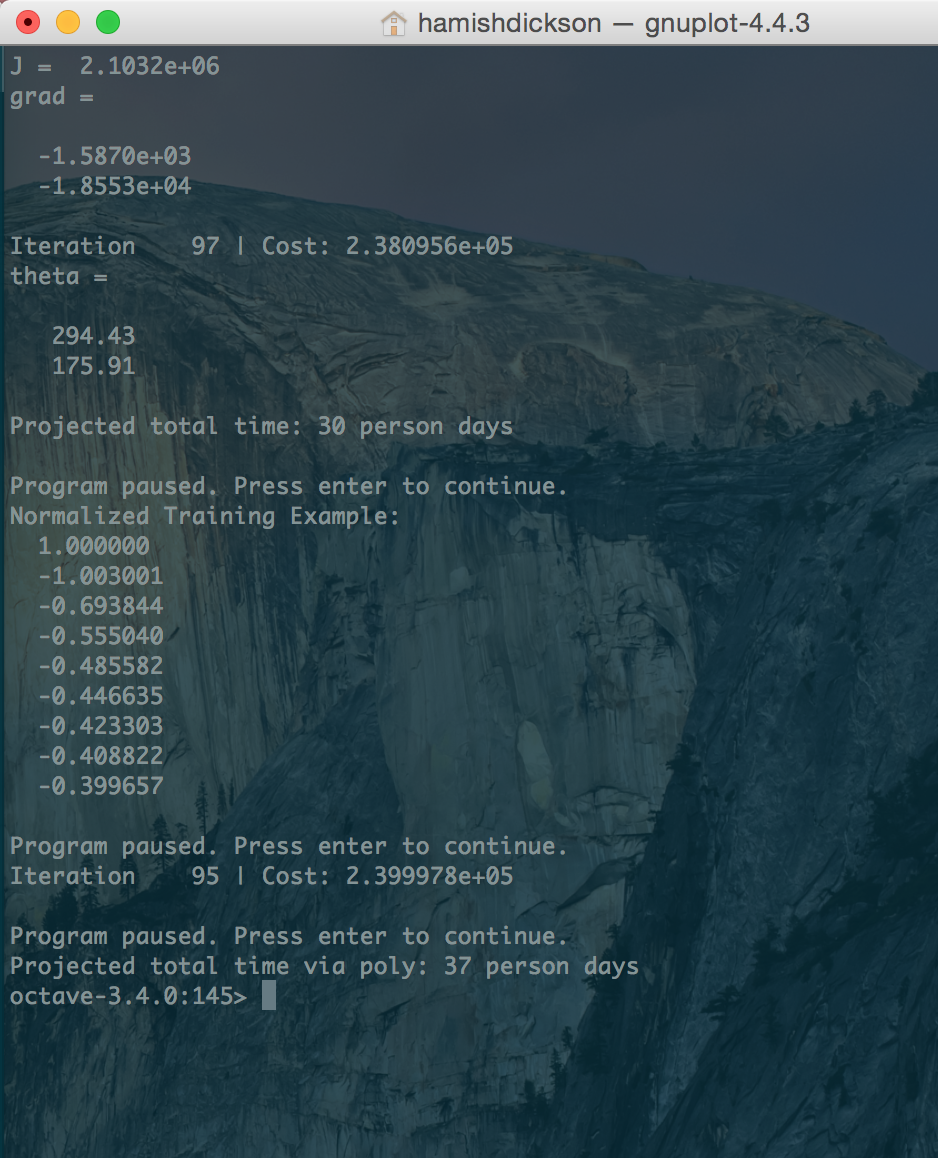 hamishdickson — gnuplot-4.4.3
J =  2.1032e+06
grad =
  -1.5870e+03
  -1.8553e+04
Iteration    97 | Cost: 2.380956e+05
theta =
   294.43
   175.91
Projected total time: 30 person days
Program paused. Press enter to continue.
Normalized Training Example:
  1.000000
  -1.003001
  -0.693844
  -0.555040
  -0.485582
  -0.446635
  -0.423303
  -0.408822
  -0.399657
Program paused. Press enter to continue.
Iteration    95 | Cost: 2.399978e+05
Program paused. Press enter to continue.
Projected total time via poly: 37 person days
octave-3.4.0:145>